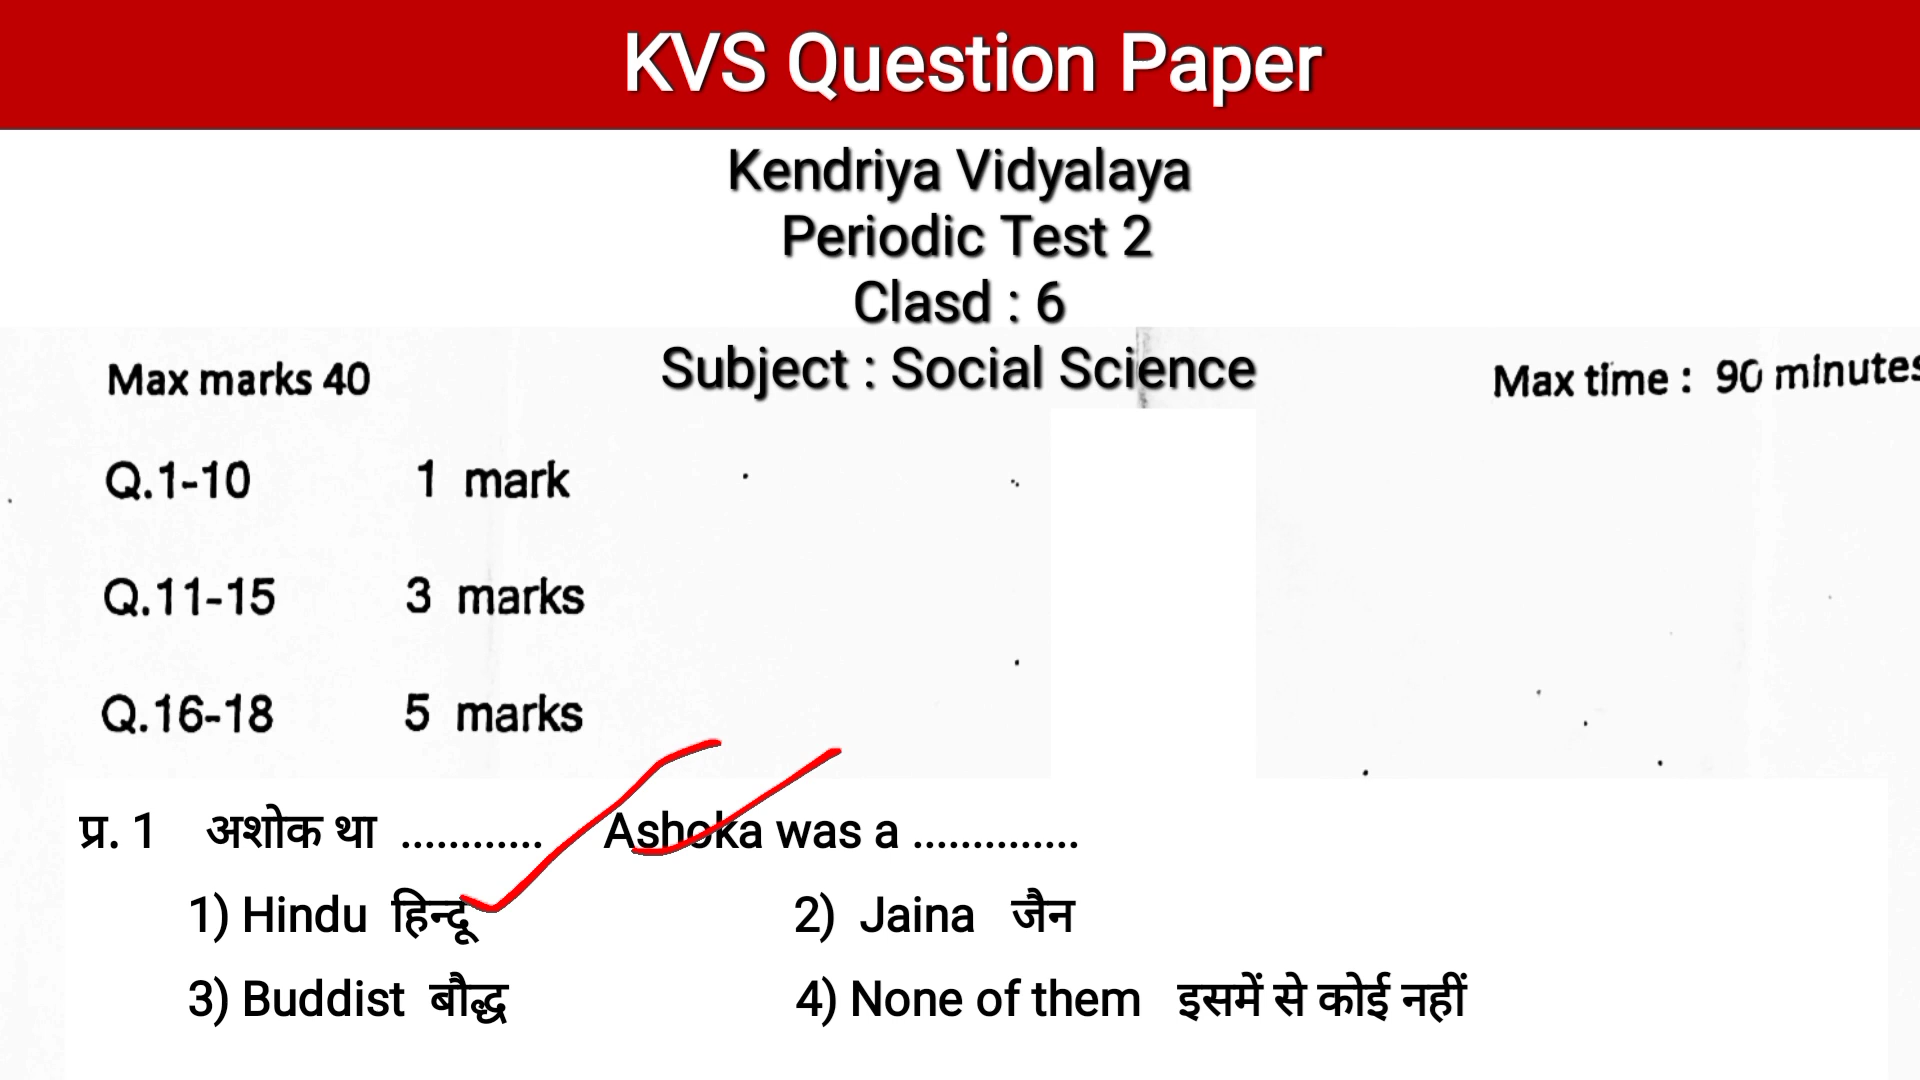 KVS Question Paper
Kendriya Vidyalaya
Periodic Test 2
Clasd : 6
Subject : Social Science
Max marks 40 Max time : 90 minutes
Q.1-10 1 mark
Q.11-15 3 marks
Q.16-18 5 marks
प्र. 1 अशोक था ............ Ashoka was a ..............
1) Hindu हिन्दू 2) Jaina जैन
3) Buddist बौद्ध 4) None of them इसमें से कोई नहीं